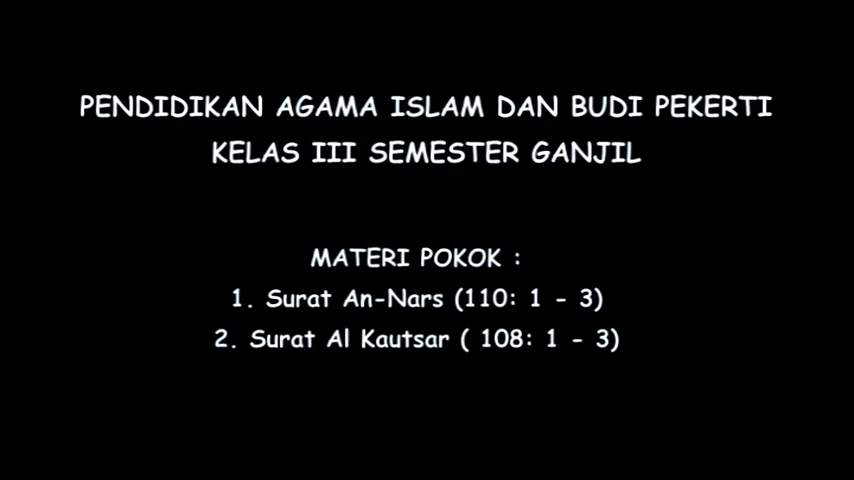 PENDIDIKAN AGAMA ISLAM DAN BUDI PEKERTI
KELAS III SEMESTER GANJIL
MATERI POKOK :
1. Surat An-Nars (110: 1 - 3)
2. Surat Al Kautsar ( 108: 1 - 3)